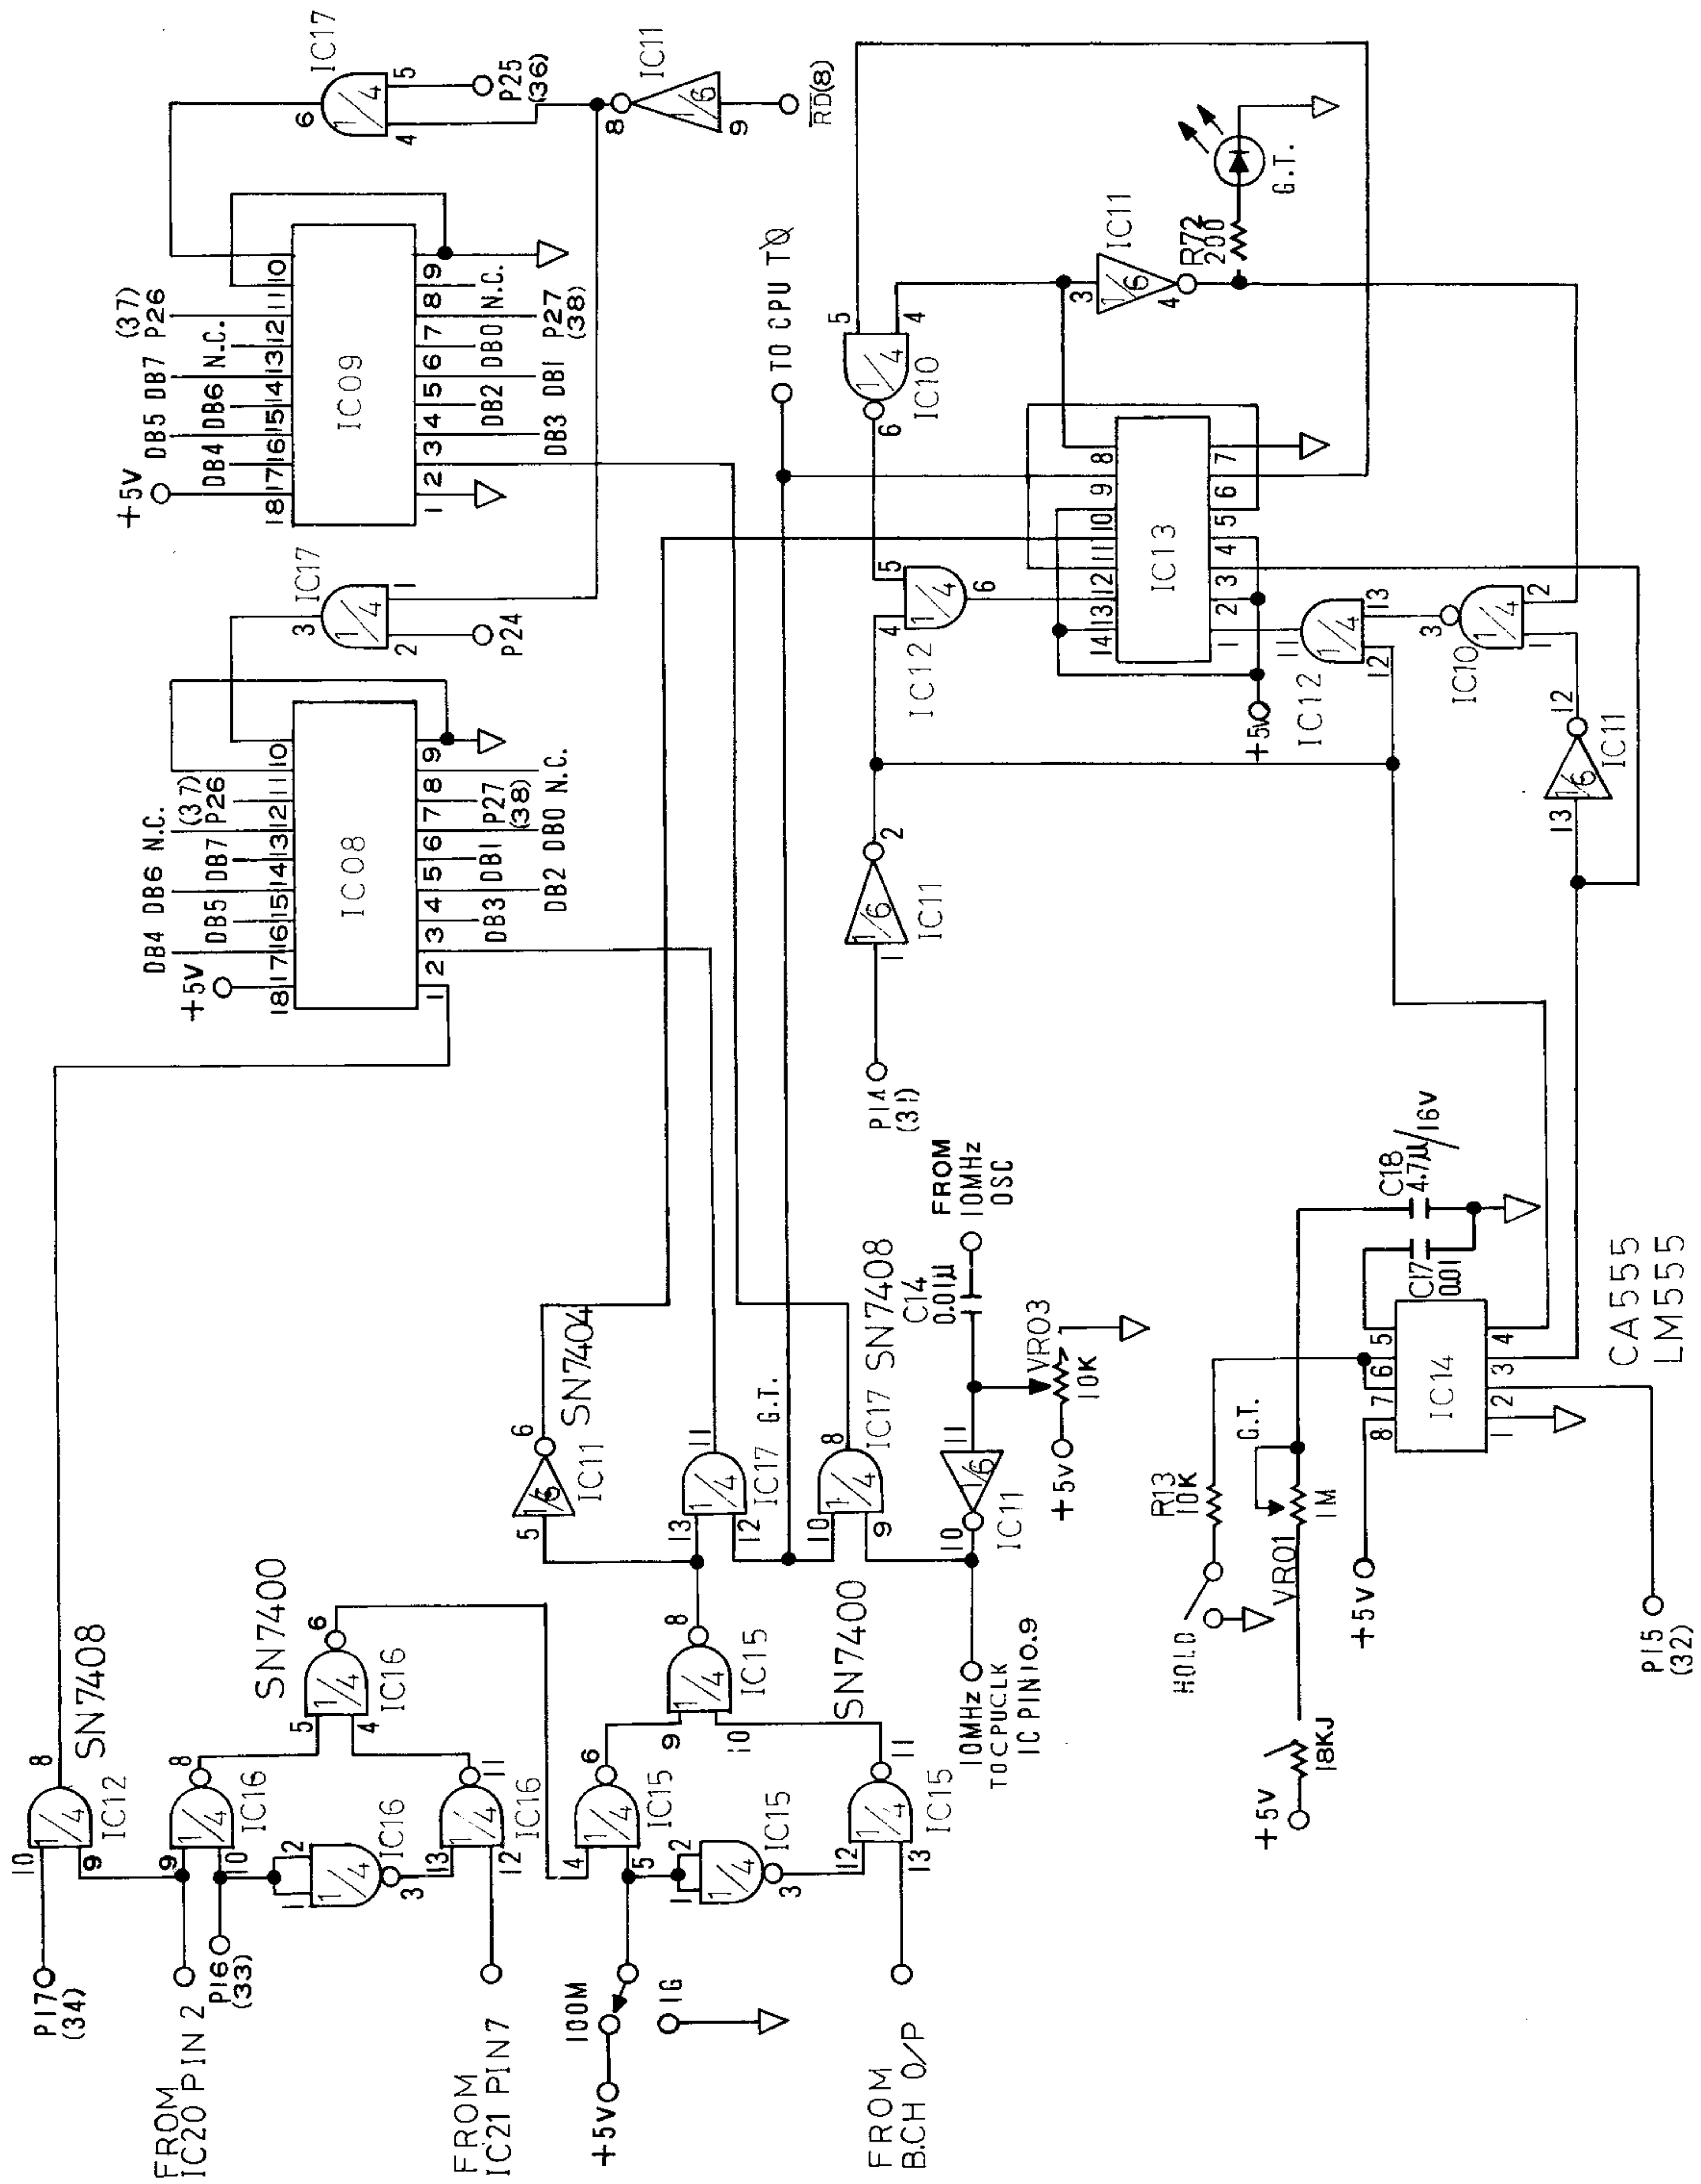 P17
(34)
10
9
8
1/4
IC12
SN7408
FROM
IC20 PIN 2
P16
(33)
9
10
8
1/4
IC16
1
2
3
1/4
IC16
FROM
IC21 PIN7
13
12
11
1/4
IC16
5
4
6
1/4
IC16
SN7400
+5V
100M
1G
4
5
6
1/4
IC15
1
2
3
1/4
IC15
FROM
B.CH O/P
12
13
11
1/4
IC15
9
10
8
1/4
IC15
SN7400
5
6
1/6
IC11
SN7404
13
12
11
1/4
IC17
G.T.
10
9
8
1/4
IC17 SN7408
10MHz
TO CPU CLK
IC PIN 10.9
10
11
1/6
IC11
C14
0.01µ
FROM
10MHz
OSC
+5V
VR03
10K
DB4 DB6 N.C.
(37)
DB5 DB7 P26
+5V
18 17 16 15 14 13 12 11 10
IC08
1 2 3 4 5 6 7 8 9
DB3 DB1 P27
(38)
DB2 DB0 N.C.
3
1/4
IC17
2
1
P24
(37)
DB5 DB7 P26
DB4 DB6 N.C.
+5V
18 17 16 15 14 13 12 11 10
IC09
1 2 3 4 5 6 7 8 9
DB2 DB0 N.C.
DB3 DB1 P27
(38)
6
1/4
IC17
4
5
P25
(36)
8
1/6
IC11
9
RD(8)
TO CPU TØ
P14
(31)
1
2
1/6
IC11
4
5
6
1/4
IC12
5
4
6
1/4
IC10
3
4
1/6
IC11
R72
200
G.T.
14 13 12 11 10 9 8
IC13
1 2 3 4 5 6 7
+5V
11
1/4
IC12
12
13
3
1/4
IC10
1
2
12
1/6
IC11
13
HOLD
R13
10K
G.T.
+5V
18KJ
VR01
1M
C17
0.01
C18
4.7µ/16V
+5V
8 7 6 5
IC14
1 2 3 4
P15
(32)
CA555
LM555